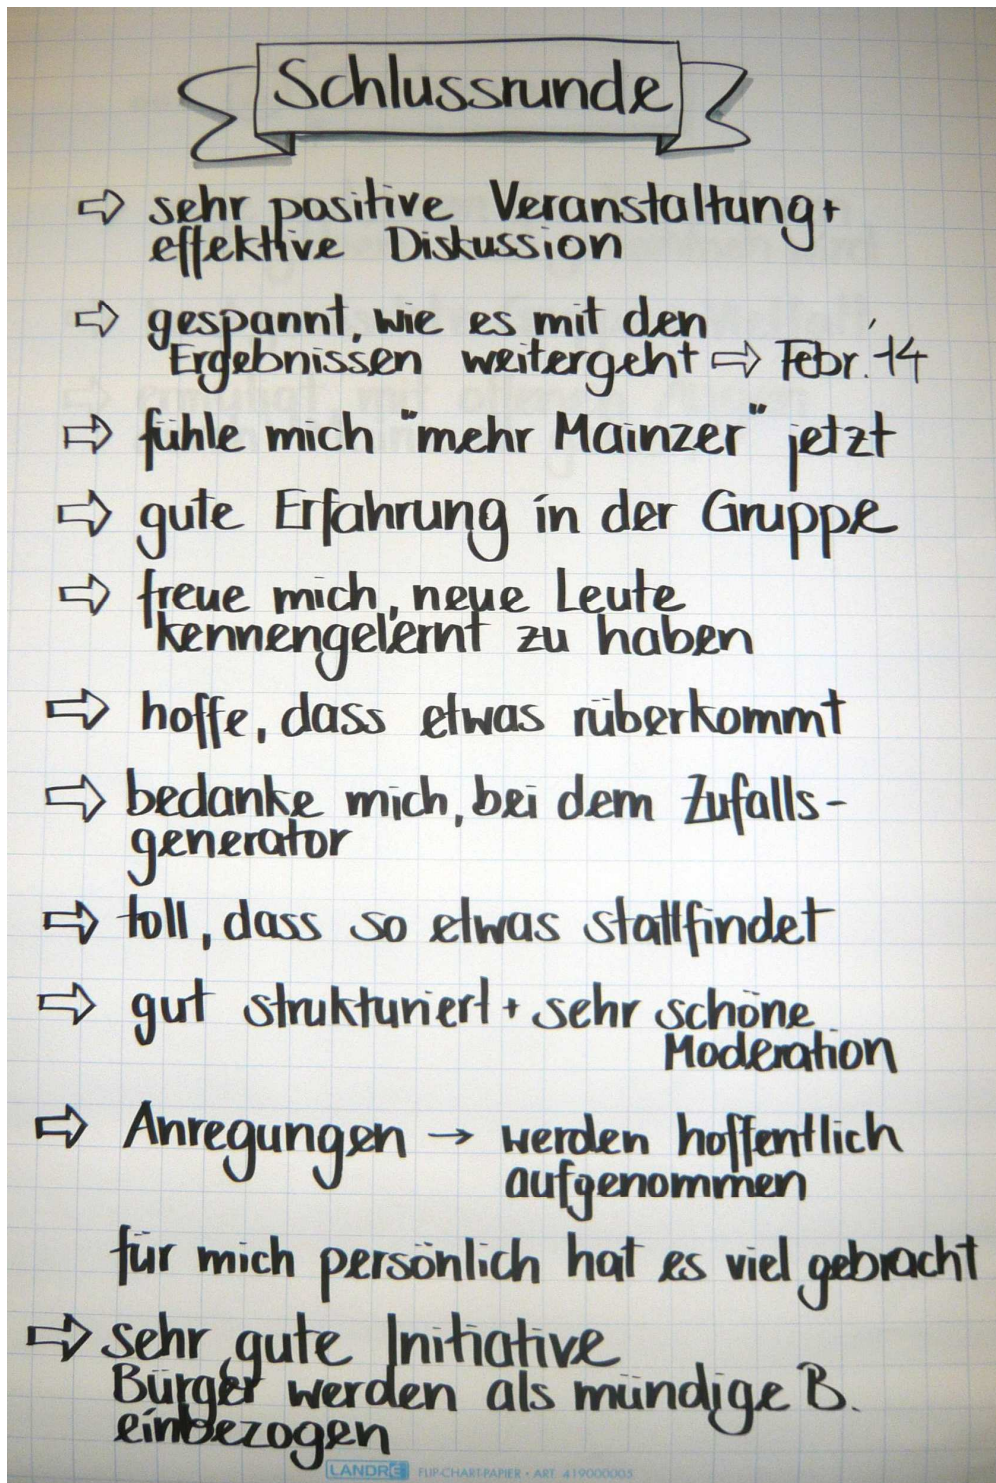 Schlussrunde
⇨ sehr positive Veranstaltung +
effektive Diskussion
⇨ gespannt, wie es mit den
Ergebnissen weitergeht ⇨ Febr. '14
⇨ fühle mich "mehr Mainzer" jetzt
⇨ gute Erfahrung in der Gruppe
⇨ freue mich, neue Leute
kennengelernt zu haben
⇨ hoffe, dass etwas rüberkommt
⇨ bedanke mich, bei dem Zufalls-
generator
⇨ toll, dass so etwas stattfindet
⇨ gut strukturiert + sehr schöne
Moderation
⇨ Anregungen → werden hoffentlich
aufgenommen
für mich persönlich hat es viel gebracht
⇨ sehr gute Initiative
Bürger werden als mündige B.
einbezogen
LANDRÉ FLIP-CHART-PAPIER • ART. 419000005